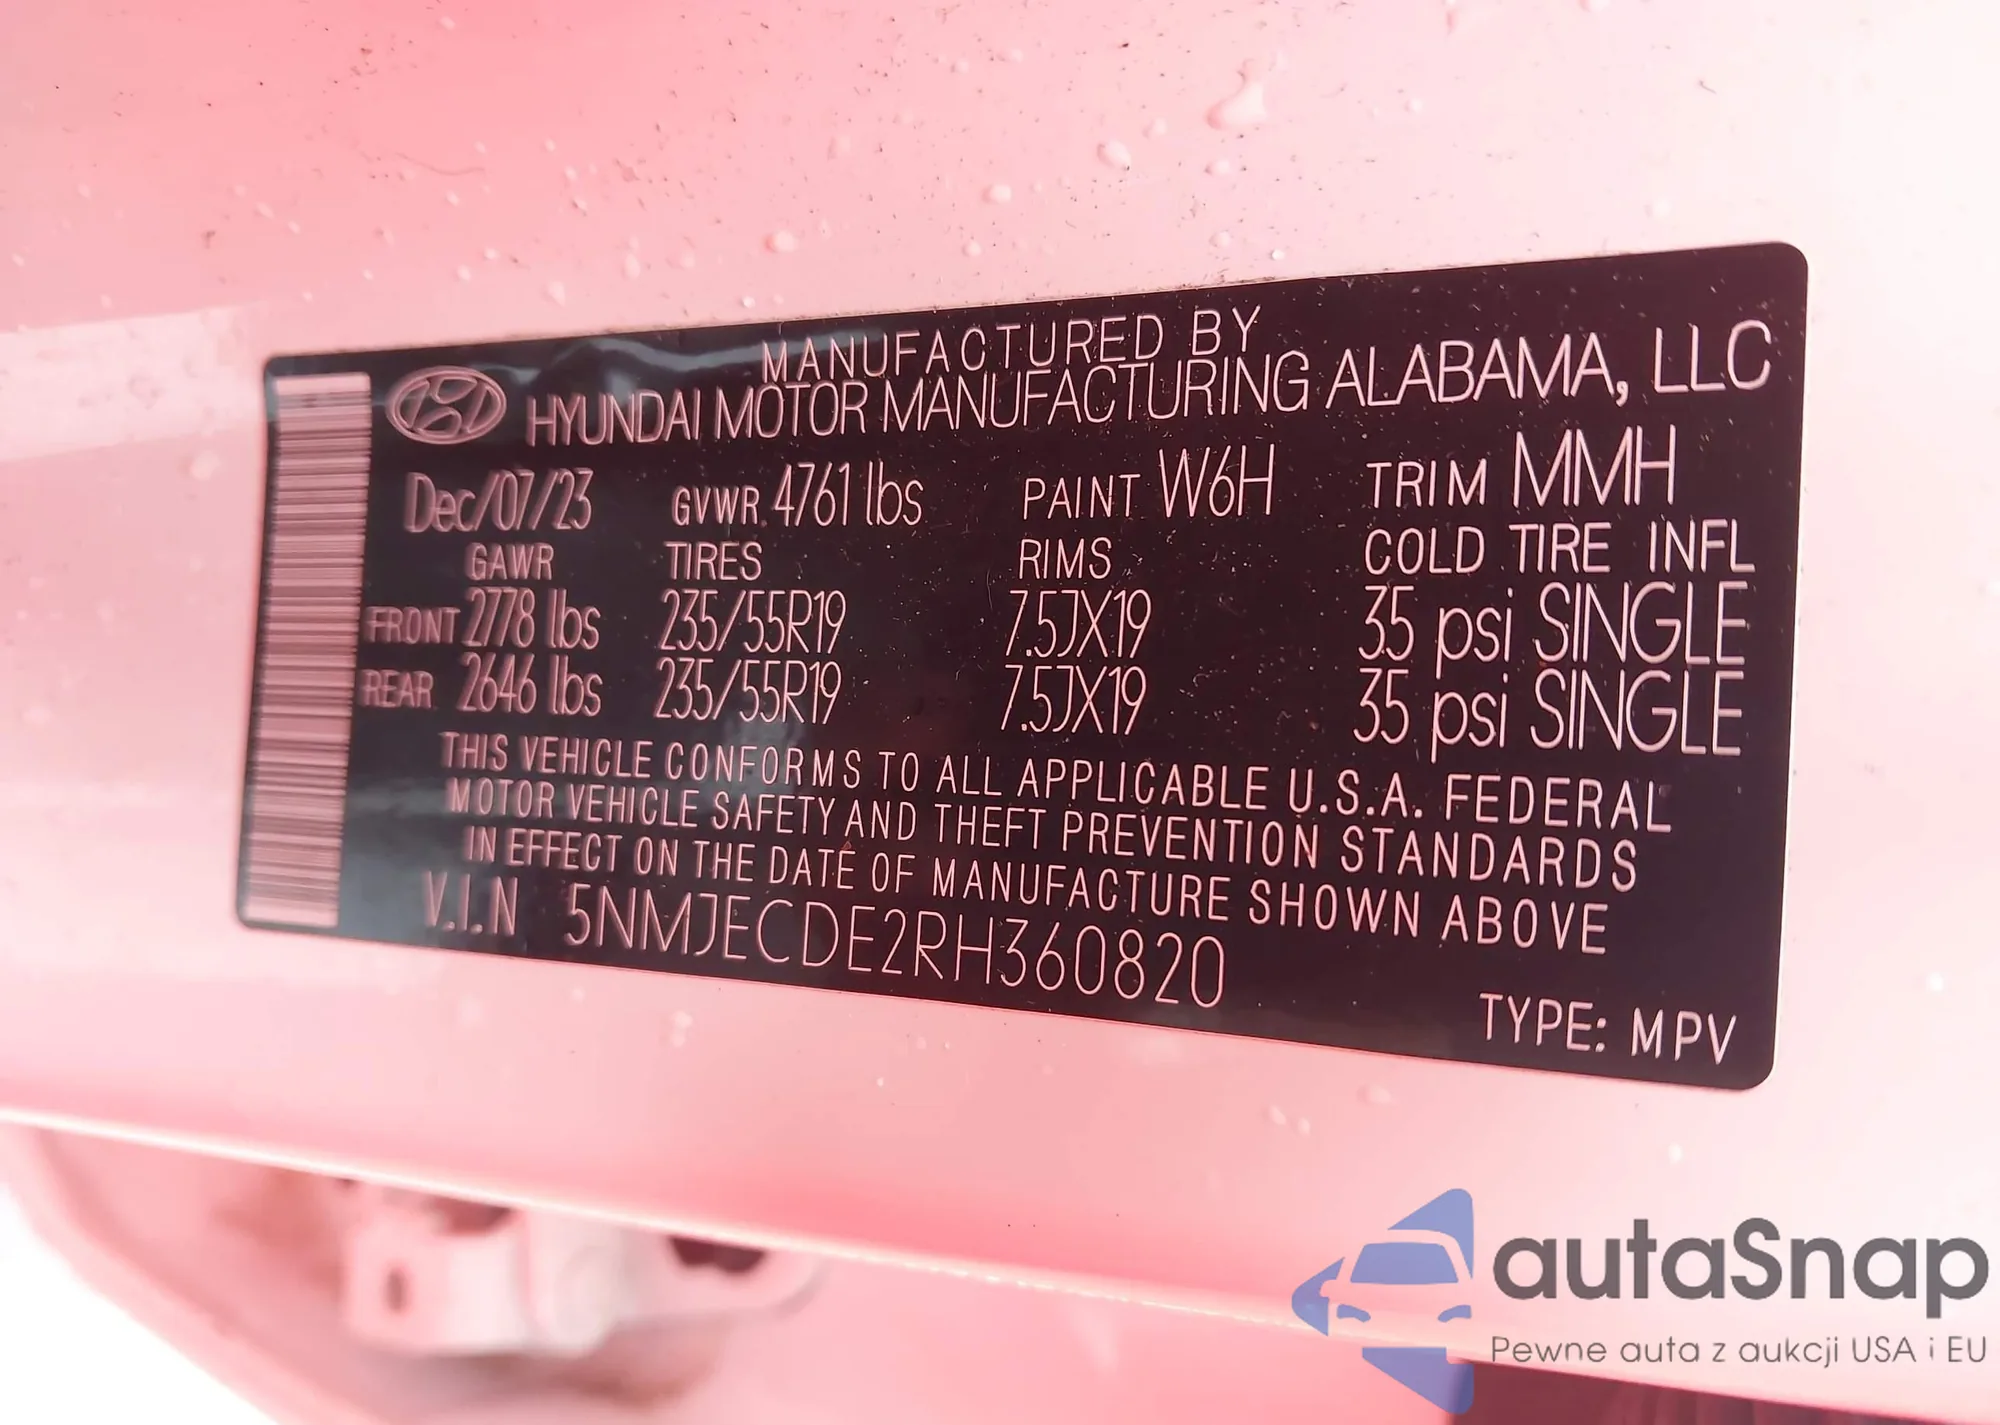 MANUFACTURED BY
HYUNDAI MOTOR MANUFACTURING ALABAMA, LLC
Dec/07/23 GVWR 4761 lbs PAINT W6H TRIM MMH
GAWR TIRES RIMS COLD TIRE INFL
FRONT 2778 lbs 235/55R19 7.5JX19 35 psi SINGLE
REAR 2646 lbs 235/55R19 7.5JX19 35 psi SINGLE
THIS VEHICLE CONFORMS TO ALL APPLICABLE U.S.A. FEDERAL
MOTOR VEHICLE SAFETY AND THEFT PREVENTION STANDARDS
IN EFFECT ON THE DATE OF MANUFACTURE SHOWN ABOVE
V.I.N 5NMJECDE2RH360820
TYPE: MPV
autaSnap
Pewne auta z aukcji USA i EU